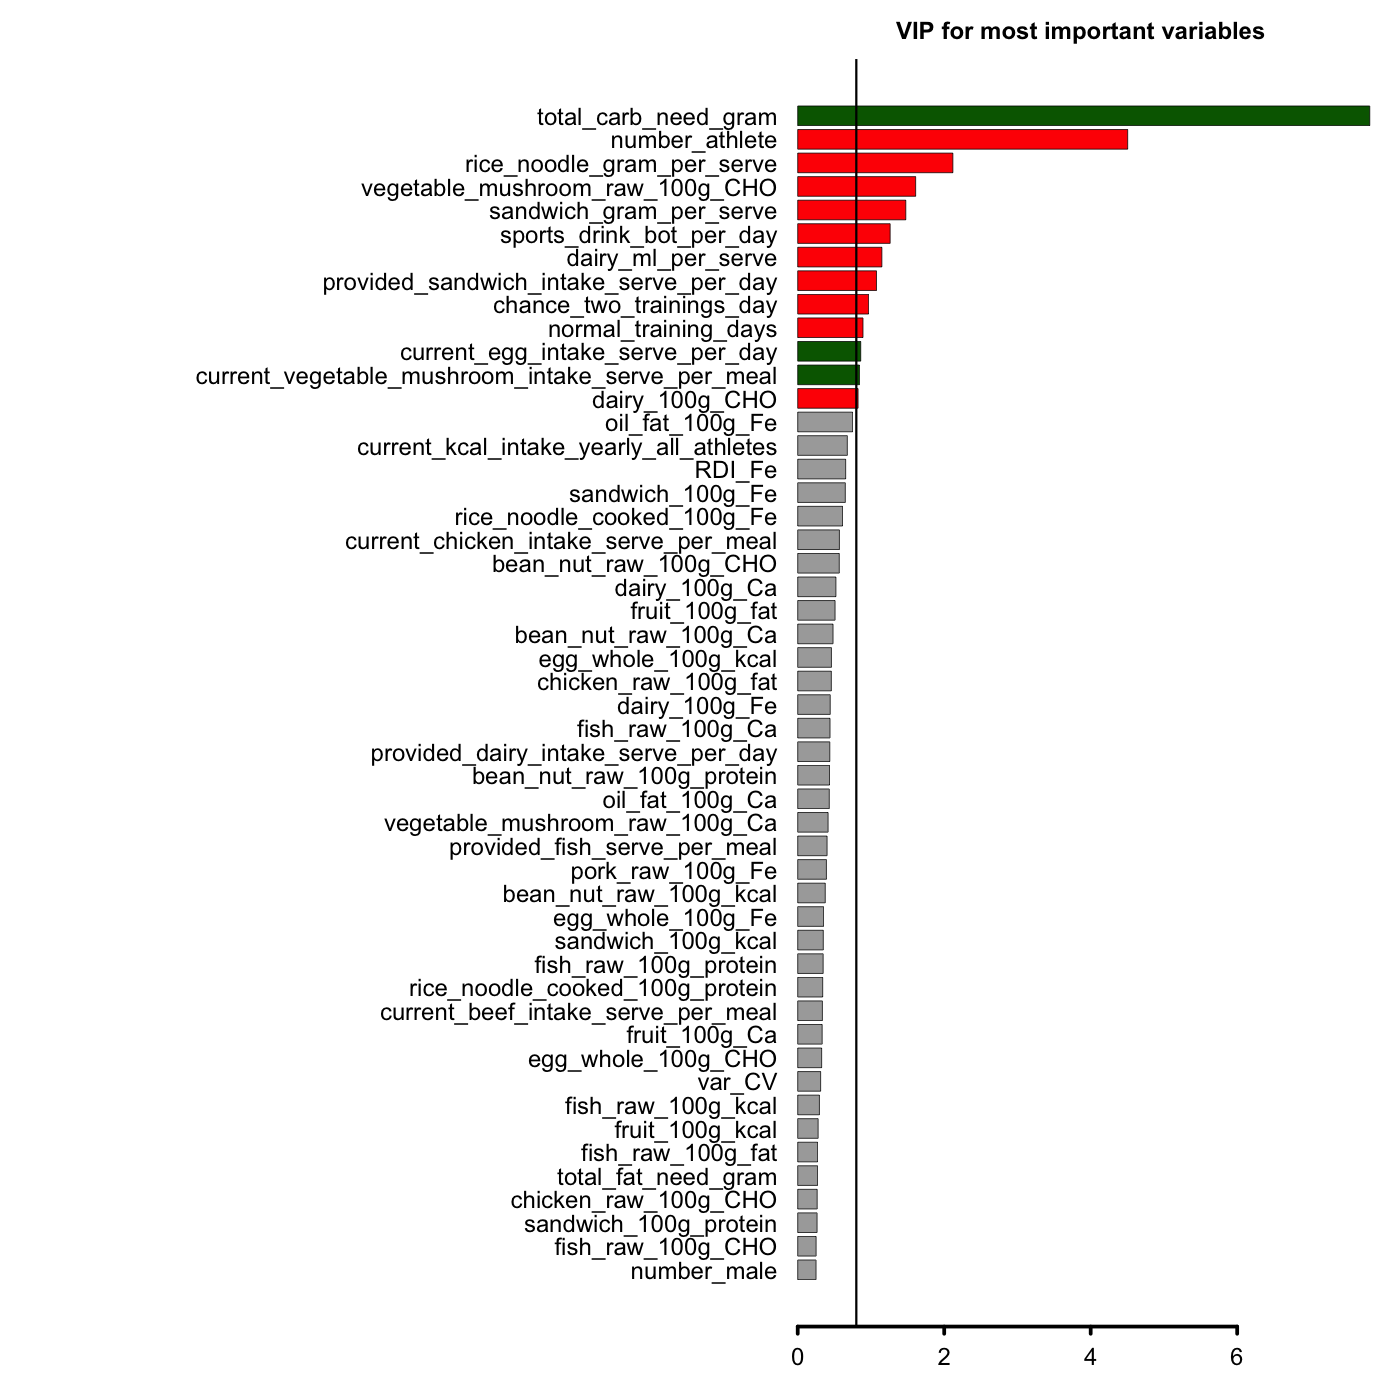 VIP for most important variables
total_carb_need_gram
number_athlete
rice_noodle_gram_per_serve
vegetable_mushroom_raw_100g_CHO
sandwich_gram_per_serve
sports_drink_bot_per_day
dairy_ml_per_serve
provided_sandwich_intake_serve_per_day
chance_two_trainings_day
normal_training_days
current_egg_intake_serve_per_day
current_vegetable_mushroom_intake_serve_per_meal
dairy_100g_CHO
oil_fat_100g_Fe
current_kcal_intake_yearly_all_athletes
RDI_Fe
sandwich_100g_Fe
rice_noodle_cooked_100g_Fe
current_chicken_intake_serve_per_meal
bean_nut_raw_100g_CHO
dairy_100g_Ca
fruit_100g_fat
bean_nut_raw_100g_Ca
egg_whole_100g_kcal
chicken_raw_100g_fat
dairy_100g_Fe
fish_raw_100g_Ca
provided_dairy_intake_serve_per_day
bean_nut_raw_100g_protein
oil_fat_100g_Ca
vegetable_mushroom_raw_100g_Ca
provided_fish_serve_per_meal
pork_raw_100g_Fe
bean_nut_raw_100g_kcal
egg_whole_100g_Fe
sandwich_100g_kcal
fish_raw_100g_protein
rice_noodle_cooked_100g_protein
current_beef_intake_serve_per_meal
fruit_100g_Ca
egg_whole_100g_CHO
var_CV
fish_raw_100g_kcal
fruit_100g_kcal
fish_raw_100g_fat
total_fat_need_gram
chicken_raw_100g_CHO
sandwich_100g_protein
fish_raw_100g_CHO
number_male
0 2 4 6